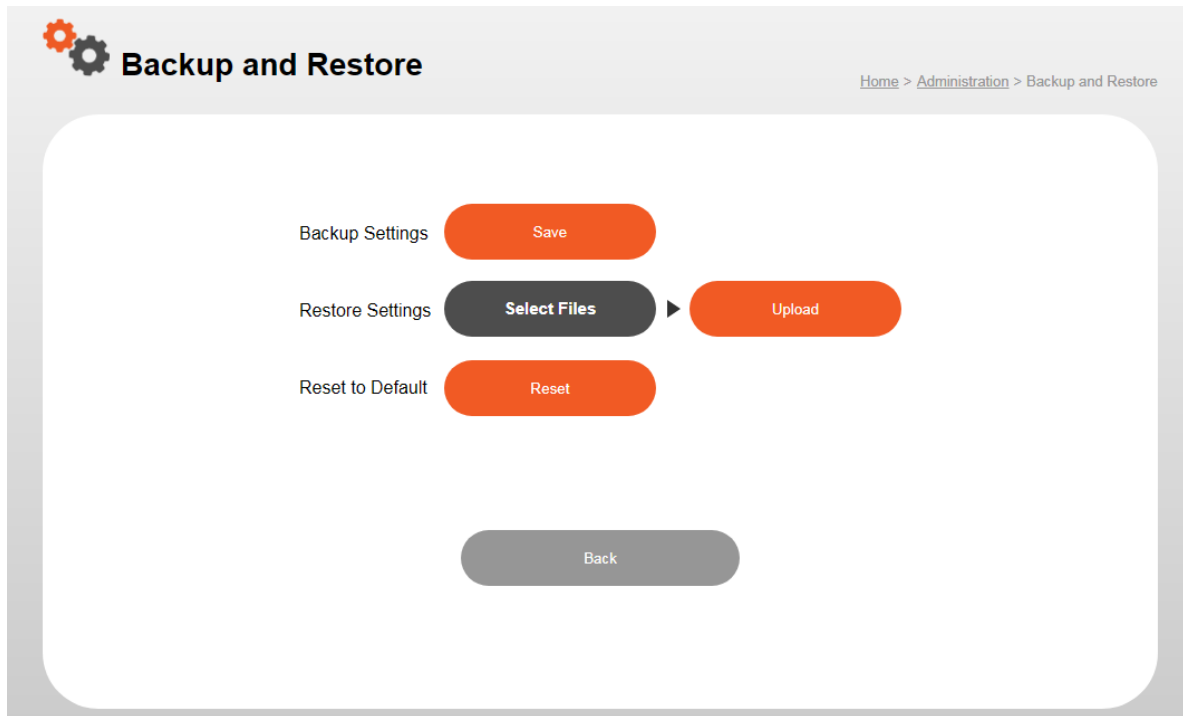 Backup and Restore
Home > Administration > Backup and Restore
Backup Settings Save
Restore Settings Select Files Upload
Reset to Default Reset
Back